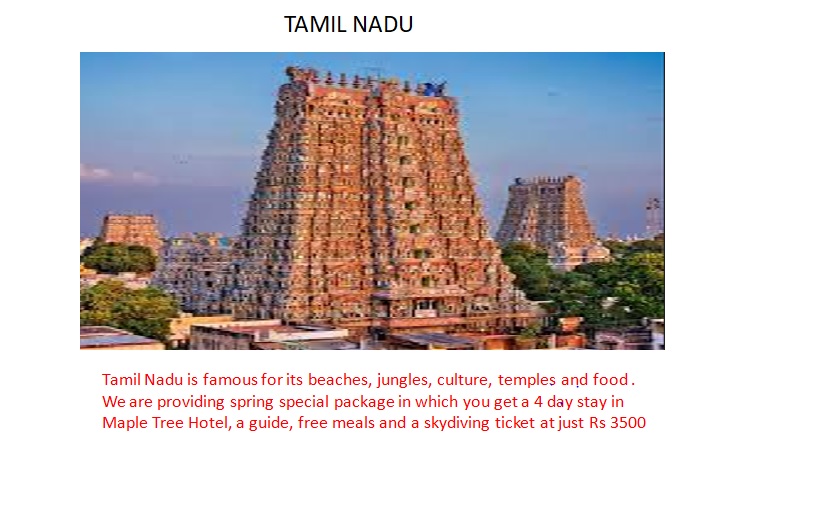 TAMIL NADU
Tamil Nadu is famous for its beaches, jungles, culture, temples and food .
We are providing spring special package in which you get a 4 day stay in
Maple Tree Hotel, a guide, free meals and a skydiving ticket at just Rs 3500